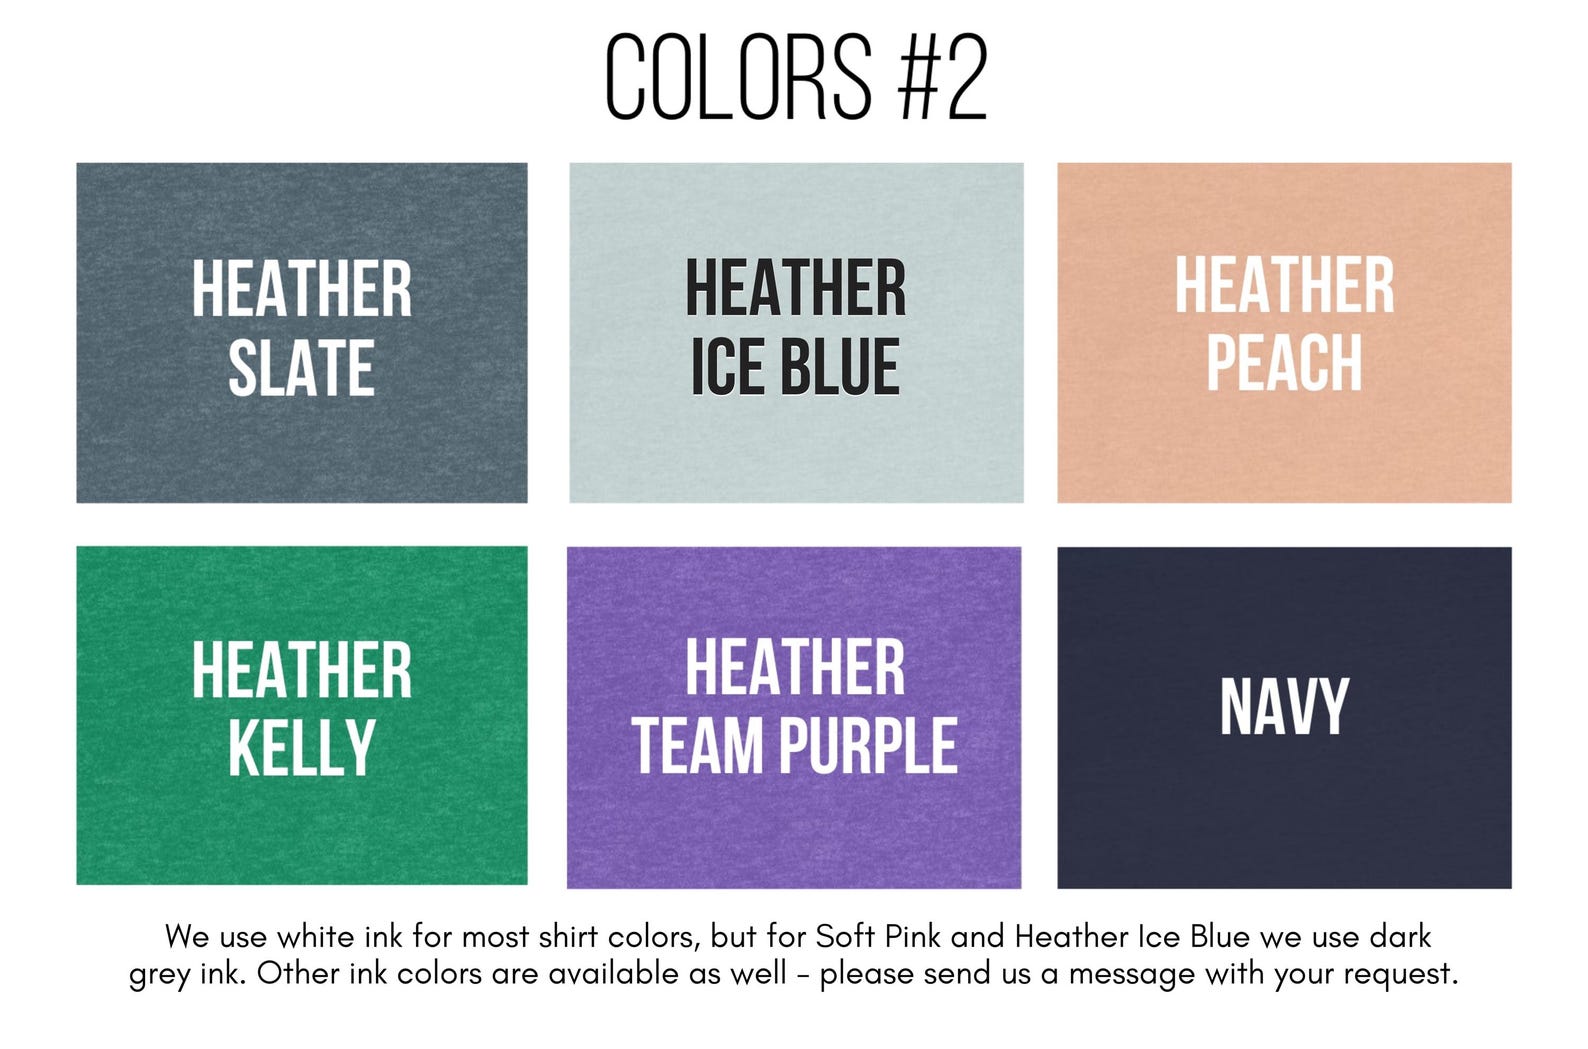 COLORS #2
HEATHER
SLATE
HEATHER
ICE BLUE
HEATHER
PEACH
HEATHER
KELLY
HEATHER
TEAM PURPLE
NAVY
We use white ink for most shirt colors, but for Soft Pink and Heather Ice Blue we use dark
grey ink. Other ink colors are available as well - please send us a message with your request.